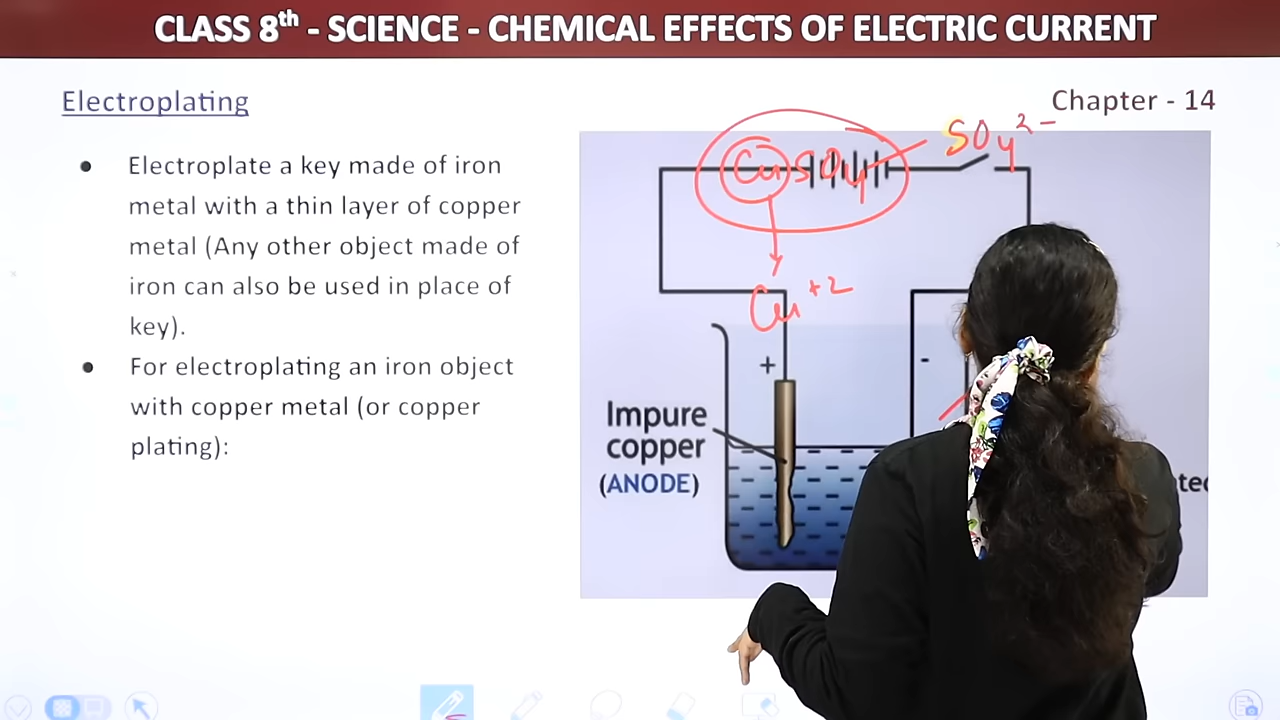 CLASS 8th - SCIENCE - CHEMICAL EFFECTS OF ELECTRIC CURRENT
Electroplating
Chapter - 14
● Electroplate a key made of iron
metal with a thin layer of copper
metal (Any other object made of
iron can also be used in place of
key).
● For electroplating an iron object
with copper metal (or copper
plating):
CuSO4
SO4 2-
Cu+2
+
-
Impure
copper
(ANODE)